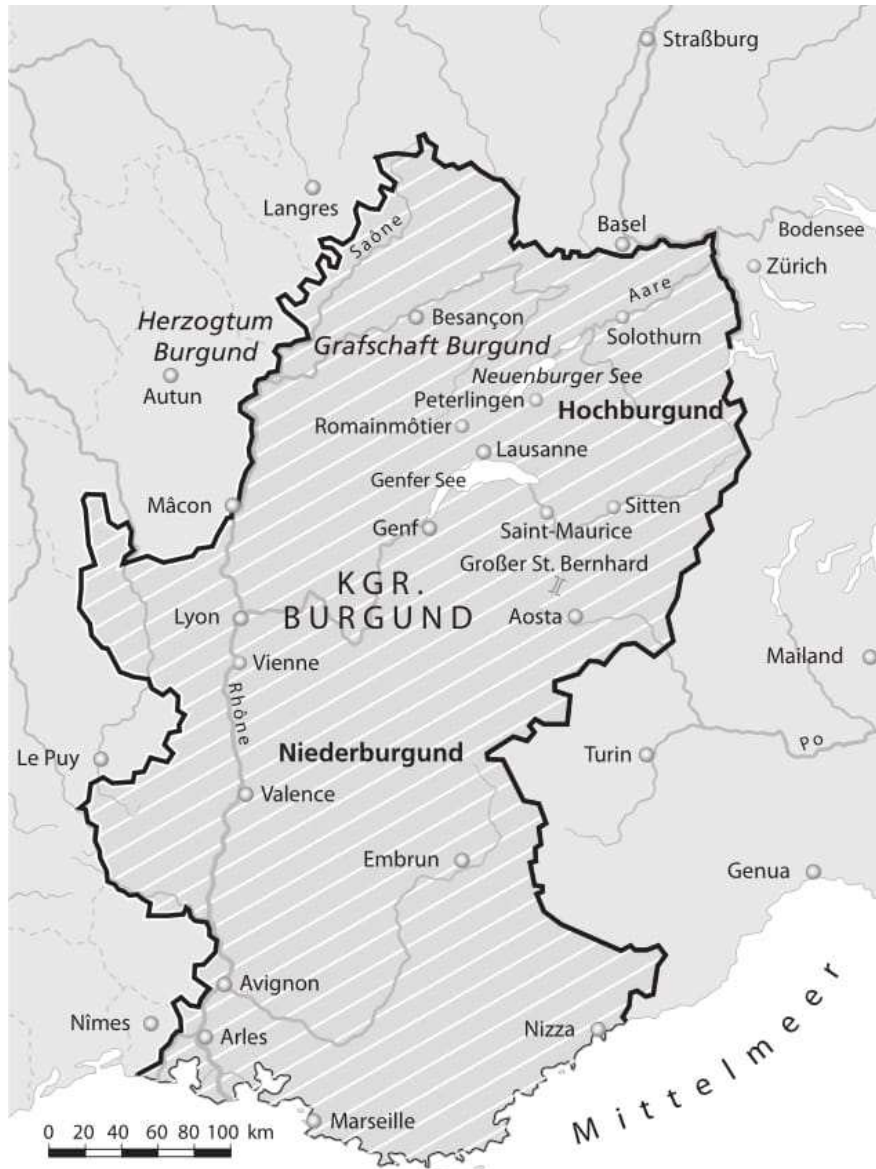 Straßburg
Langres
Saône
Basel
Bodensee
Zürich
Aare
Herzogtum
Burgund
Besançon
Solothurn
Grafschaft Burgund
Autun
Neuenburger See
Peterlingen
Hochburgund
Romainmôtier
Lausanne
Genfer See
Mâcon
Sitten
Genf
Saint-Maurice
Großer St. Bernhard
KGR.
BURGUND
Lyon
Aosta
Vienne
Mailand
Rhône
Niederburgund
Le Puy
Turin
Po
Valence
Embrun
Genua
Avignon
Nîmes
Arles
Nizza
Mittelmeer
Marseille
0 20 40 60 80 100 km